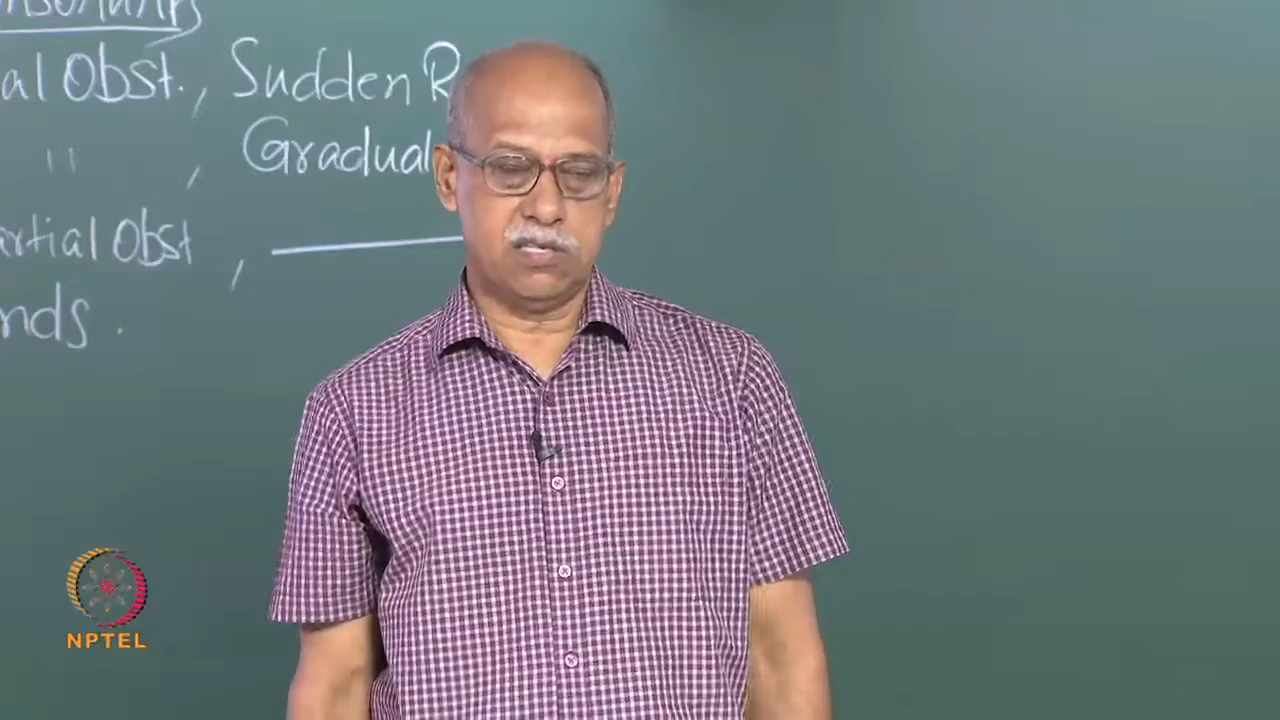 al Obst., Sudden R
" , Gradual
artial Obst,
nds.
NPTEL